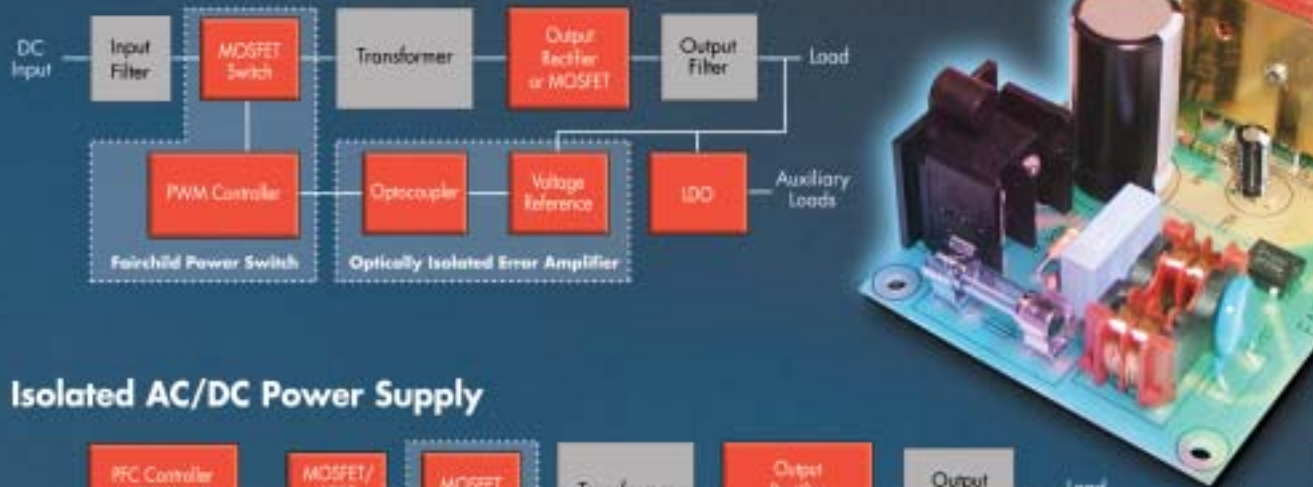 DC
Input
Input
Filter
MOSFET
Switch
Transformer
Output
Rectifier
or MOSFET
Output
Filter
Load
PWM Controller
Optocoupler
Voltage
Reference
LDO
Auxiliary
Loads
Fairchild Power Switch
Optically Isolated Error Amplifier
Isolated AC/DC Power Supply
PFC Controller
MOSFET/
MOSFET
Transformer
Output
Output
Load